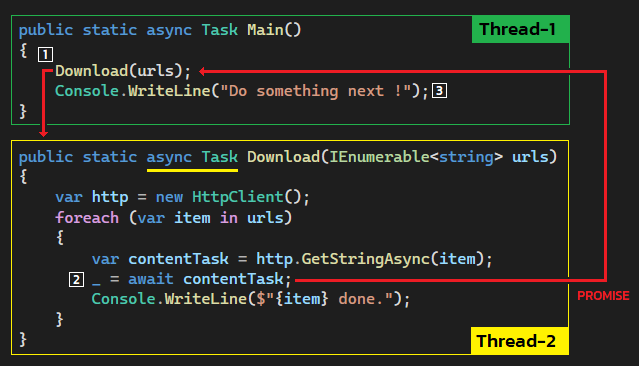 public static async Task Main()
Thread-1
{
1
Download(urls);
Console.WriteLine("Do something next !");
3
}
public static async Task Download(IEnumerable<string> urls)
{
var http = new HttpClient();
foreach (var item in urls)
{
var contentTask = http.GetStringAsync(item);
2
_ = await contentTask;
PROMISE
Console.WriteLine($"{item} done.");
}
}
Thread-2